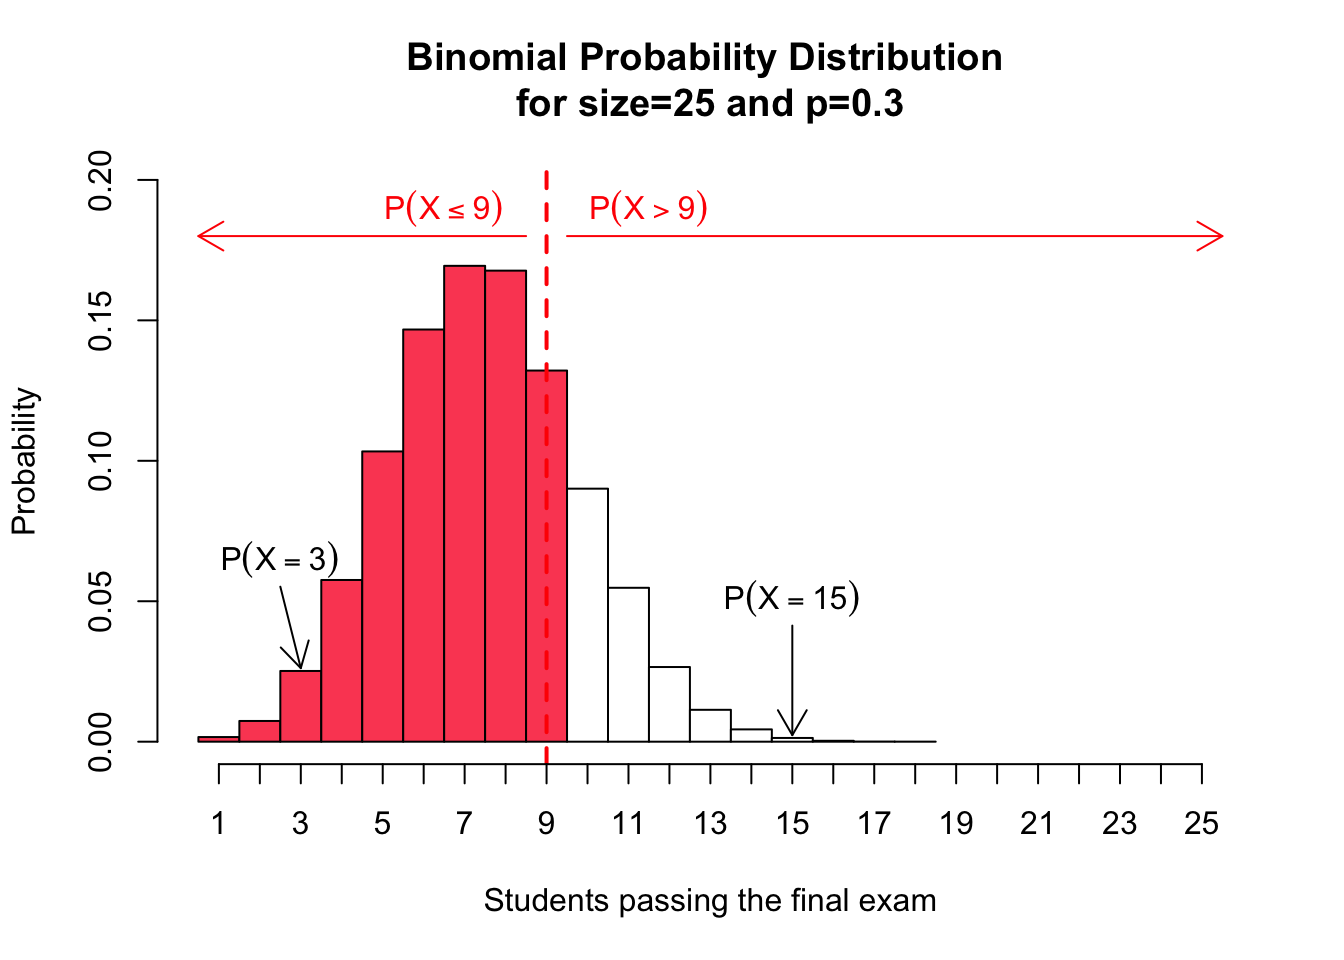 Binomial Probability Distribution
for size=25 and p=0.3
P(X ≤ 9)
P(X > 9)
P(X = 3)
P(X = 15)
Probability
0.20
0.15
0.10
0.05
0.00
1 3 5 7 9 11 13 15 17 19 21 23 25
Students passing the final exam